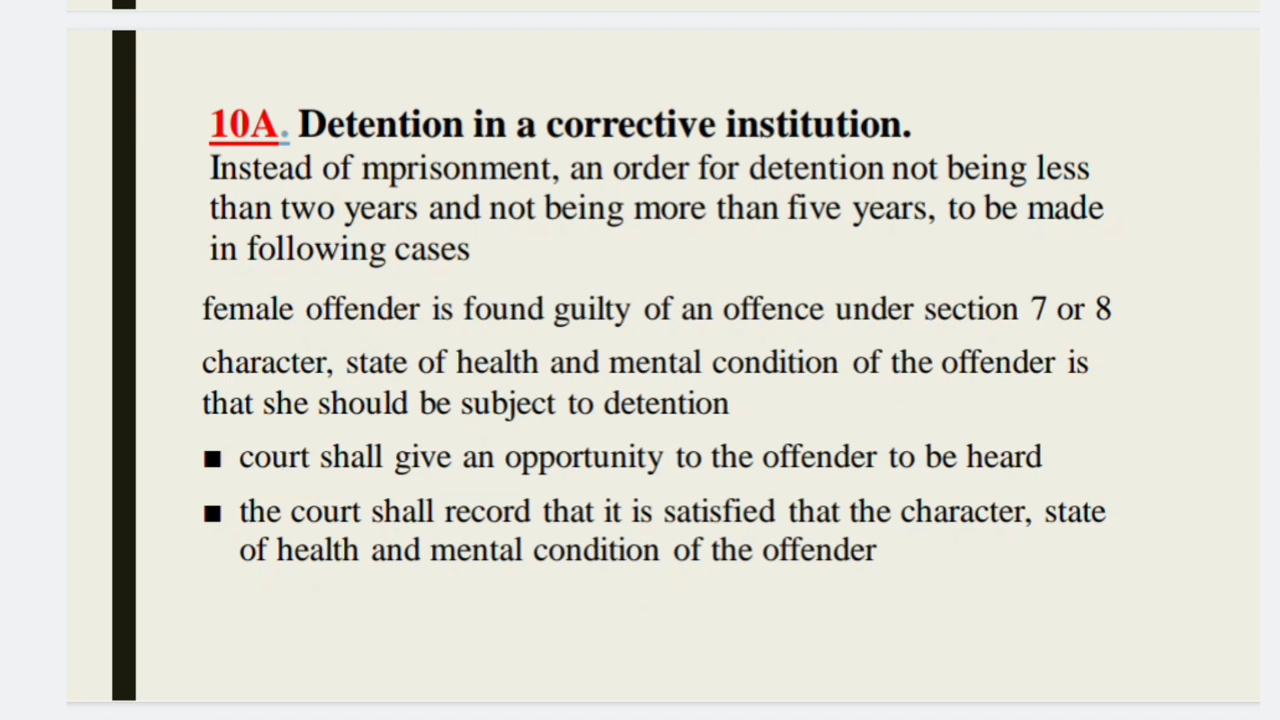 10A. Detention in a corrective institution.
Instead of mprisonment, an order for detention not being less
than two years and not being more than five years, to be made
in following cases
female offender is found guilty of an offence under section 7 or 8
character, state of health and mental condition of the offender is
that she should be subject to detention
■ court shall give an opportunity to the offender to be heard
■ the court shall record that it is satisfied that the character, state
of health and mental condition of the offender